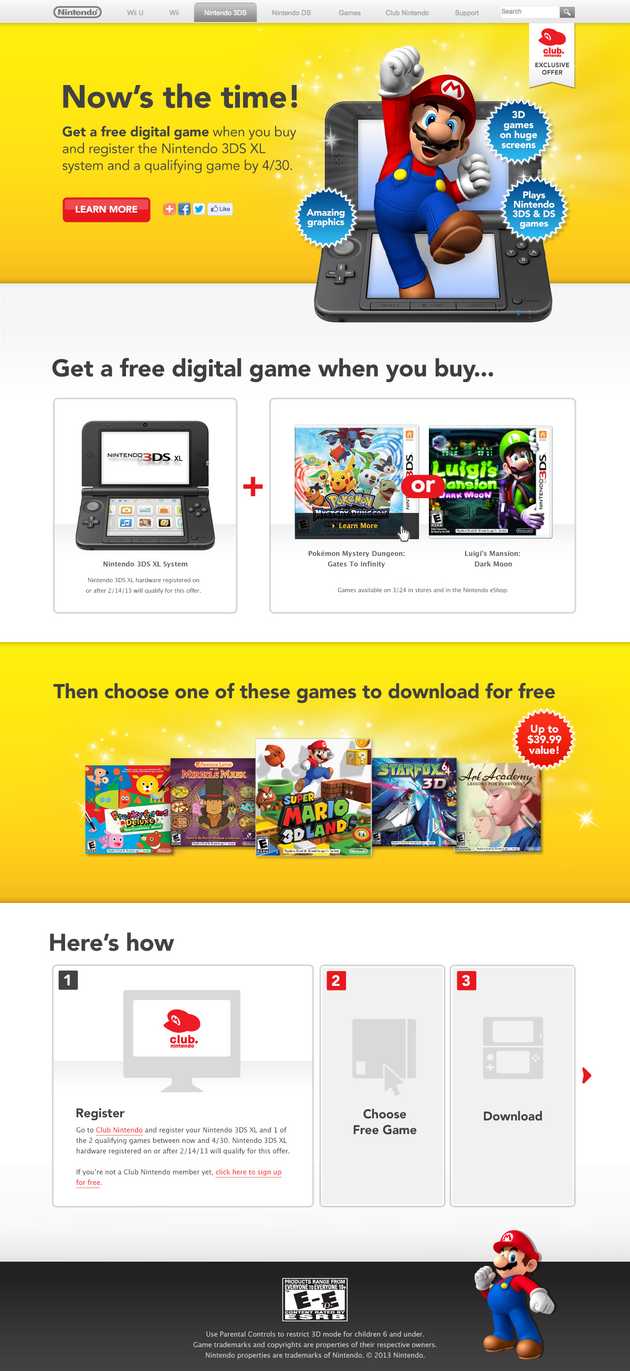 Nintendo
Wii U
Wii
Nintendo 3DS
Nintendo DS
Games
Club Nintendo
Support
Search
club.
nintendo
EXCLUSIVE
OFFER
Now's the time!
Get a free digital game when you buy
and register the Nintendo 3DS XL
system and a qualifying game by 4/30.
LEARN MORE
Like
3D
games
on huge
screens
Amazing
graphics
Plays
Nintendo
3DS & DS
games
Get a free digital game when you buy...
NINTENDO 3DS XL
+
POKÉMON
MYSTERY DUNGEON
NINTENDO 3DS
Learn More
or
Luigi's
Mansion
DARK MOON
NINTENDO 3DS
Nintendo 3DS XL System
Nintendo 3DS XL hardware registered on
or after 2/14/13 will qualify for this offer.
Pokémon Mystery Dungeon:
Gates To Infinity
Luigi's Mansion:
Dark Moon
Games available on 3/24 in stores and in the Nintendo eShop.
Then choose one of these games to download for free
Up to
$39.99
value!
MIRACLE MASK
SUPER
MARIO
3D LAND
STARFOX 64
3D
Art Academy
LESSONS FOR EVERYONE!
Here's how
1
club.
nintendo
Register
Go to Club Nintendo and register your Nintendo 3DS XL and 1 of
the 2 qualifying games between now and 4/30. Nintendo 3DS XL
hardware registered on or after 2/14/13 will qualify for this offer.
If you're not a Club Nintendo member yet, click here to sign up
for free.
2
Choose
Free Game
3
Download
PRODUCTS RANGE FROM
EVERYONE TO EVERYONE 10+
E-E
CONTENT RATED BY
ESRB
Use Parental Controls to restrict 3D mode for children 6 and under.
Game trademarks and copyrights are properties of their respective owners.
Nintendo properties are trademarks of Nintendo. © 2013 Nintendo.